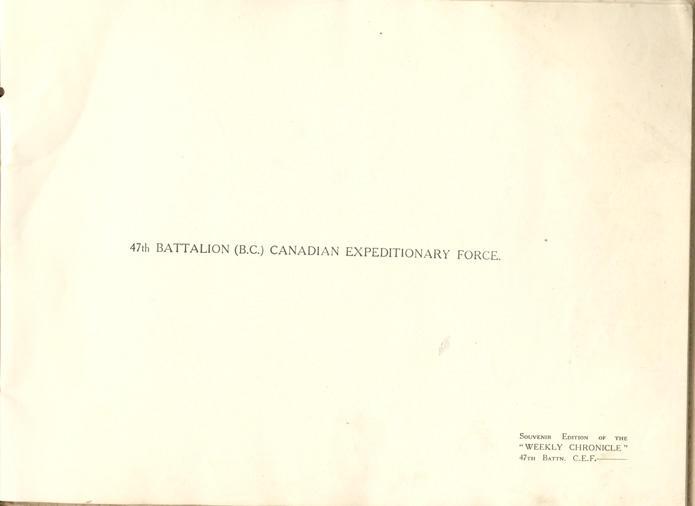 47th BATTALION (B.C.) CANADIAN EXPEDITIONARY FORCE.
Souvenir Edition of the
"WEEKLY CHRONICLE"
47th Battn. C.E.F.